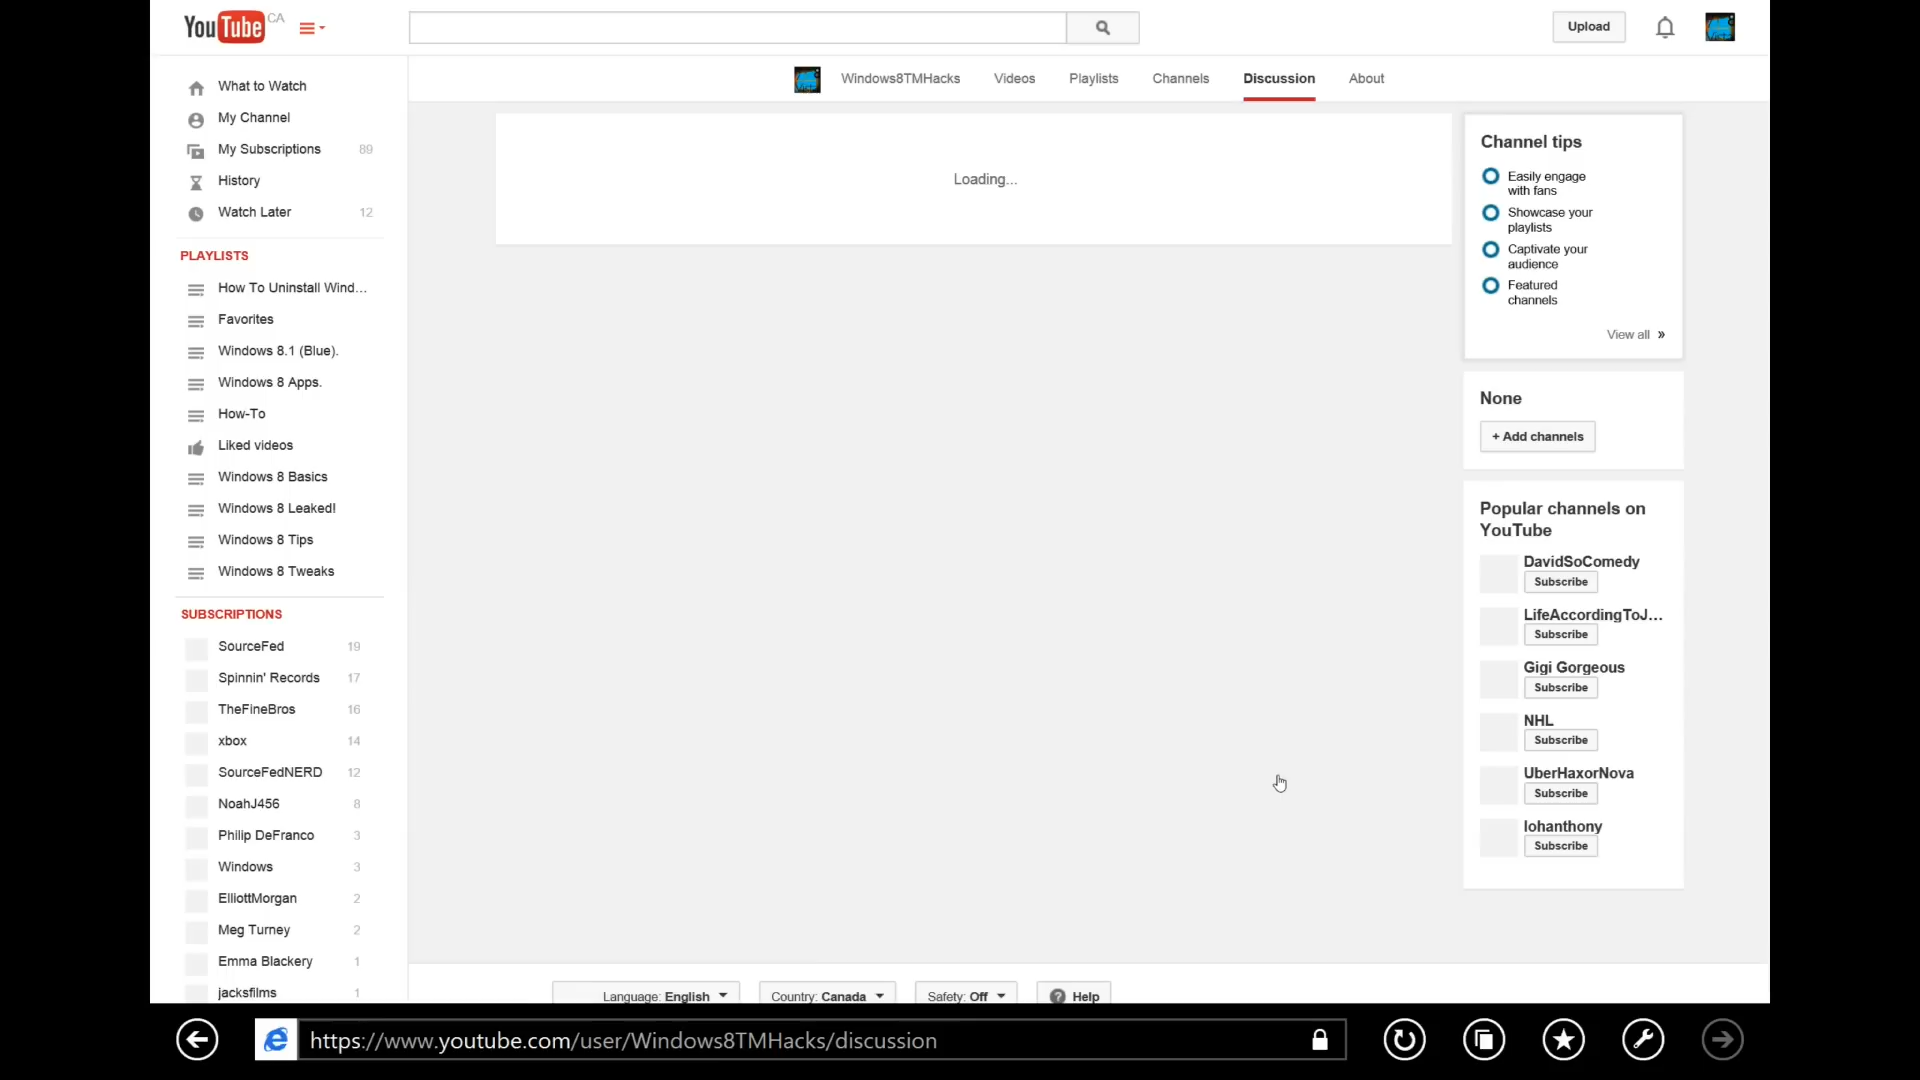 YouTube CA
Upload
Windows8TMHacks Videos Playlists Channels Discussion About
What to Watch
My Channel
My Subscriptions 89
History
Watch Later 12
PLAYLISTS
How To Uninstall Wind...
Favorites
Windows 8.1 (Blue).
Windows 8 Apps.
How-To
Liked videos
Windows 8 Basics
Windows 8 Leaked!
Windows 8 Tips
Windows 8 Tweaks
SUBSCRIPTIONS
SourceFed 19
Spinnin' Records 17
TheFineBros 16
xbox 14
SourceFedNERD 12
NoahJ456 8
Philip DeFranco 3
Windows 3
ElliottMorgan 2
Meg Turney 2
Emma Blackery 1
jacksfilms 1
Loading...
Channel tips
Easily engage
with fans
Showcase your
playlists
Captivate your
audience
Featured
channels
View all »
None
+ Add channels
Popular channels on
YouTube
DavidSoComedy
Subscribe
LifeAccordingToJ...
Subscribe
Gigi Gorgeous
Subscribe
NHL
Subscribe
UberHaxorNova
Subscribe
lohanthony
Subscribe
Language: English Country: Canada Safety: Off Help
https://www.youtube.com/user/Windows8TMHacks/discussion